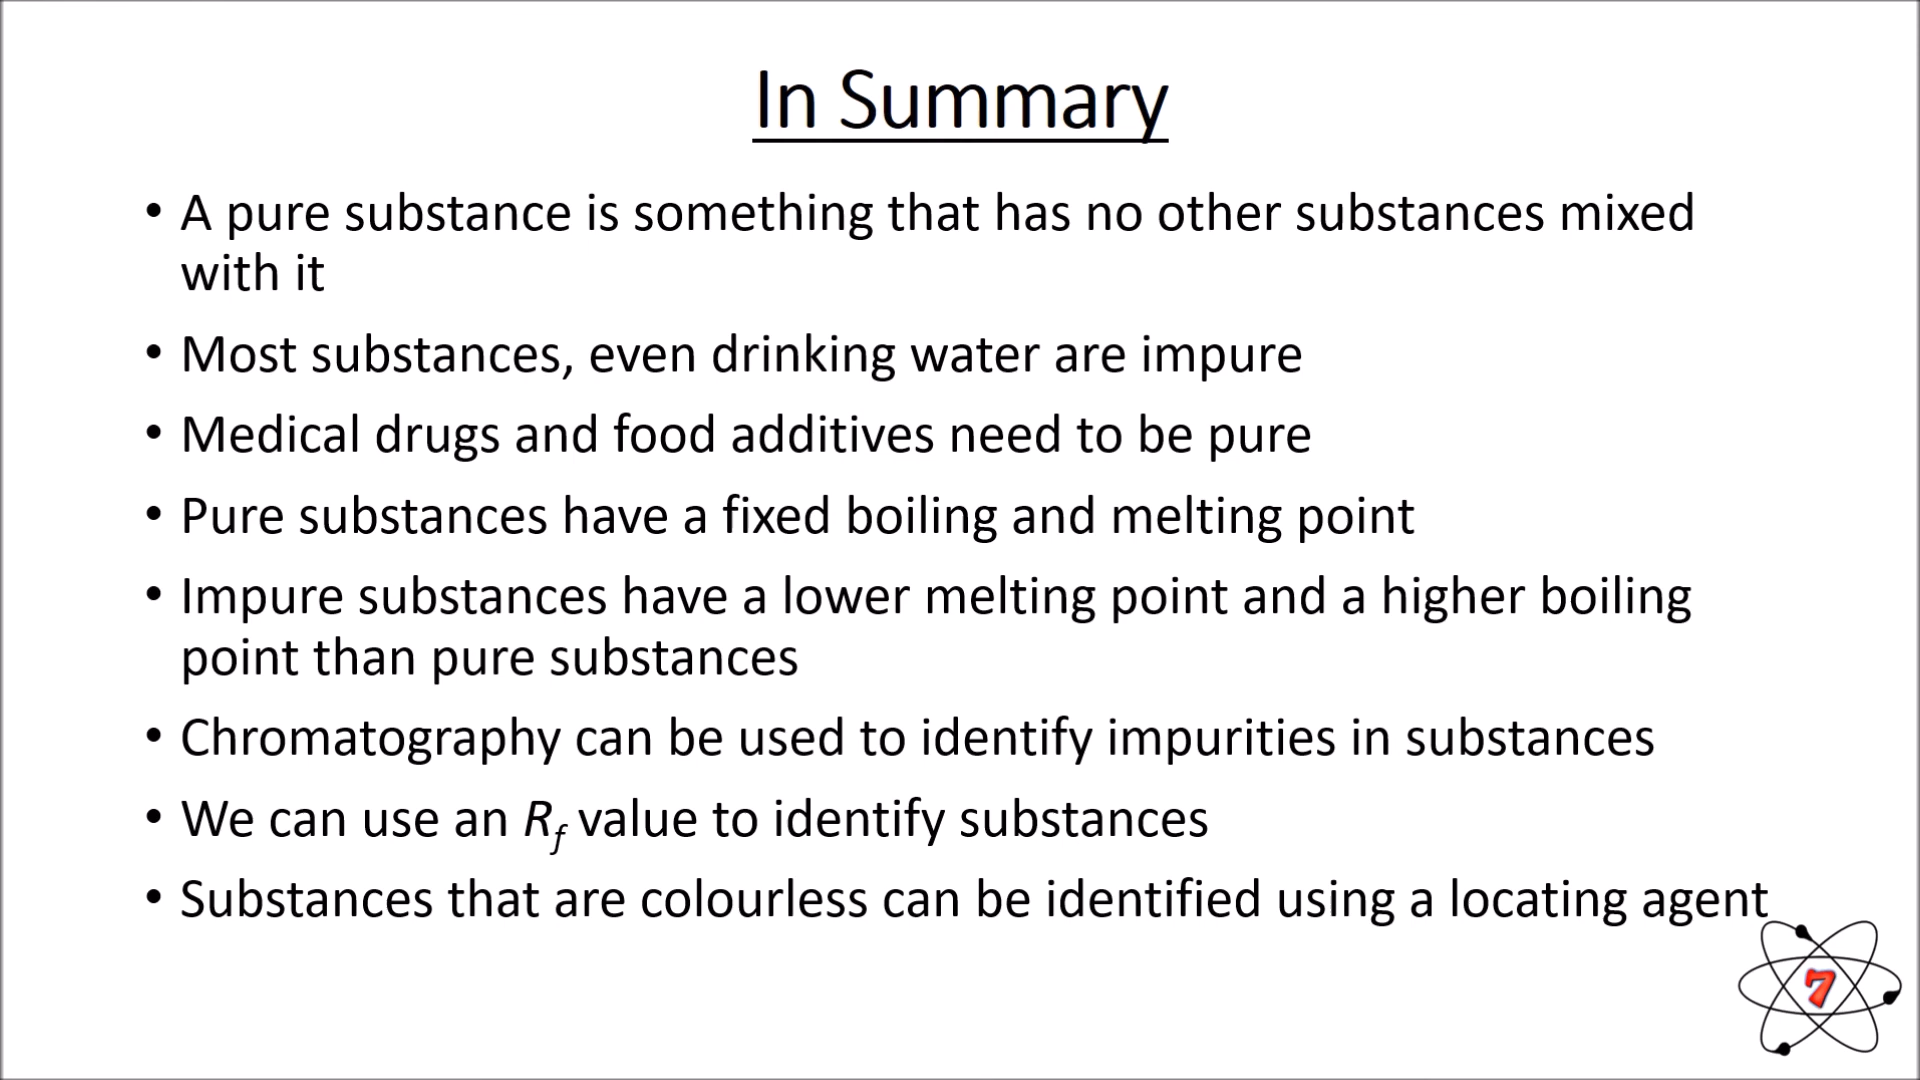 In Summary
• A pure substance is something that has no other substances mixed
with it
• Most substances, even drinking water are impure
• Medical drugs and food additives need to be pure
• Pure substances have a fixed boiling and melting point
• Impure substances have a lower melting point and a higher boiling
point than pure substances
• Chromatography can be used to identify impurities in substances
• We can use an Rf value to identify substances
• Substances that are colourless can be identified using a locating agent
7